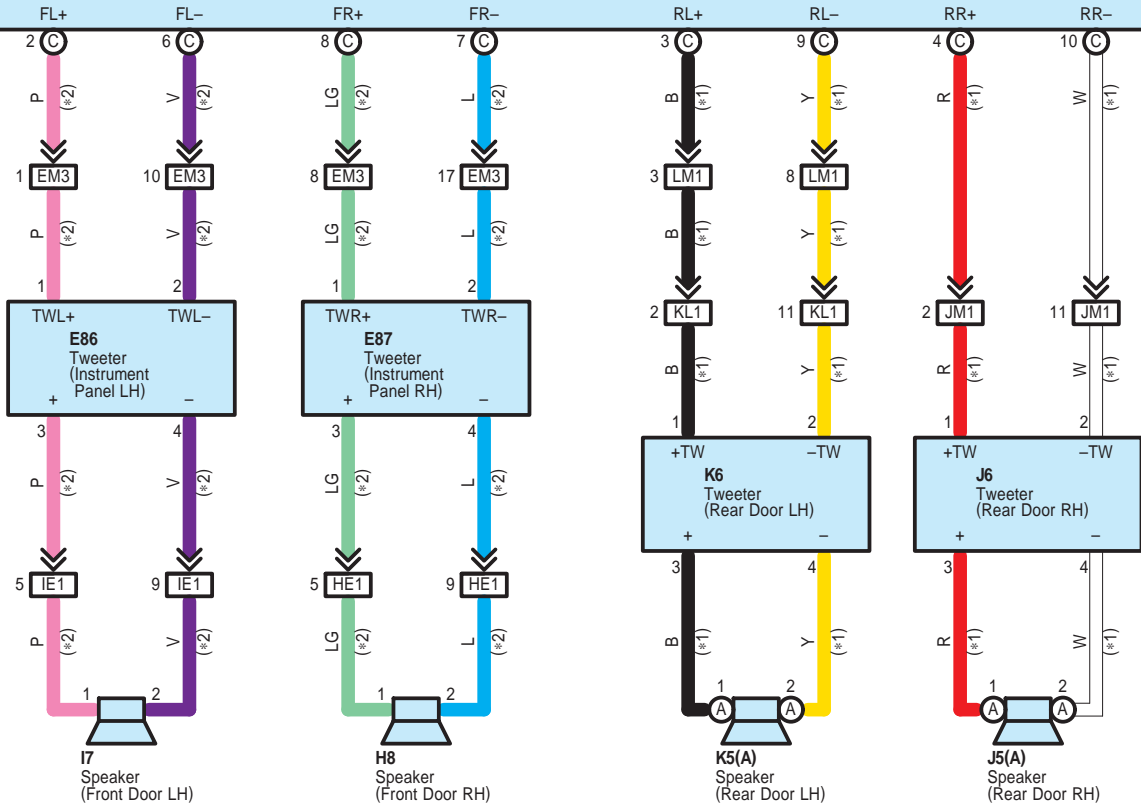 FL+ FL– FR+ FR– RL+ RL– RR+ RR–
2 C 6 C 8 C 7 C 3 C 9 C 4 C 10 C
P (*2) V (*2) LG (*2) L (*2) B (*1) Y (*1) R (*1) W (*1)
1 EM3 10 EM3 8 EM3 17 EM3 3 LM1 8 LM1
P (*2) V (*2) LG (*2) L (*2) B (*1) Y (*1)
1 2 1 2
2 KL1 11 KL1 2 JM1 11 JM1
TWL+ TWL– TWR+ TWR–
E86
Tweeter
(Instrument
Panel LH)
+ –
E87
Tweeter
(Instrument
Panel RH)
+ –
B (*1) Y (*1) R (*1) W (*1)
3 4 3 4 1 2 1 2
P (*2) V (*2) LG (*2) L (*2)
+TW –TW +TW –TW
K6
Tweeter
(Rear Door LH)
+ –
J6
Tweeter
(Rear Door RH)
+ –
3 4 3 4
5 IE1 9 IE1 5 HE1 9 HE1
P (*2) V (*2) LG (*2) L (*2) B (*1) Y (*1) R (*1) W (*1)
1 2 1 2 1 A 2 A 1 A 2 A
I7
Speaker
(Front Door LH)
H8
Speaker
(Front Door RH)
K5(A)
Speaker
(Rear Door LH)
J5(A)
Speaker
(Rear Door RH)